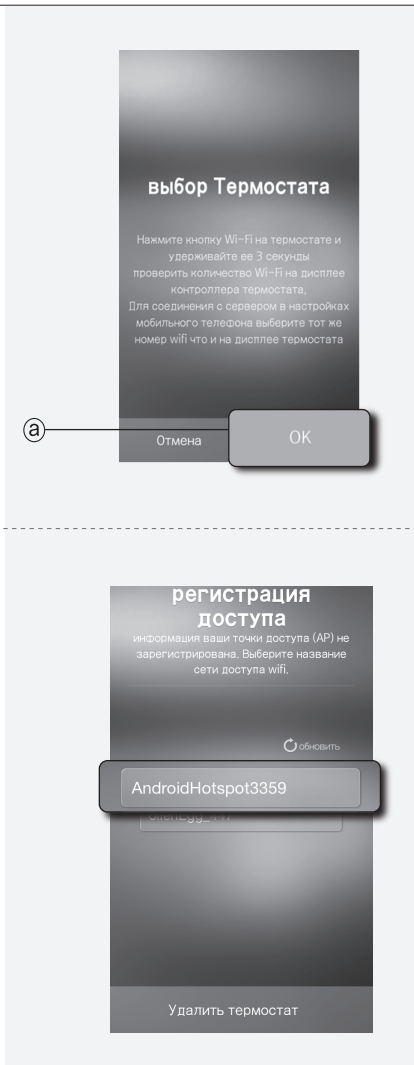 выбор Термостата
Нажмите кнопку Wi-Fi на термостате и
удерживайте ее 3 секунды
проверить количество Wi-Fi на дисплее
контроллера термостата,
Для соединения с сервером в настройках
мобильного телефона выберите тот же
номер wifi что и на дисплее термостата
ⓐ
Отмена
OK
регистрация
доступа
информация ваши точки доступа (AP) не
зарегистрирована. Выберите название
сети доступа wifi.
обновить
AndroidHotspot3359
Удалить термостат